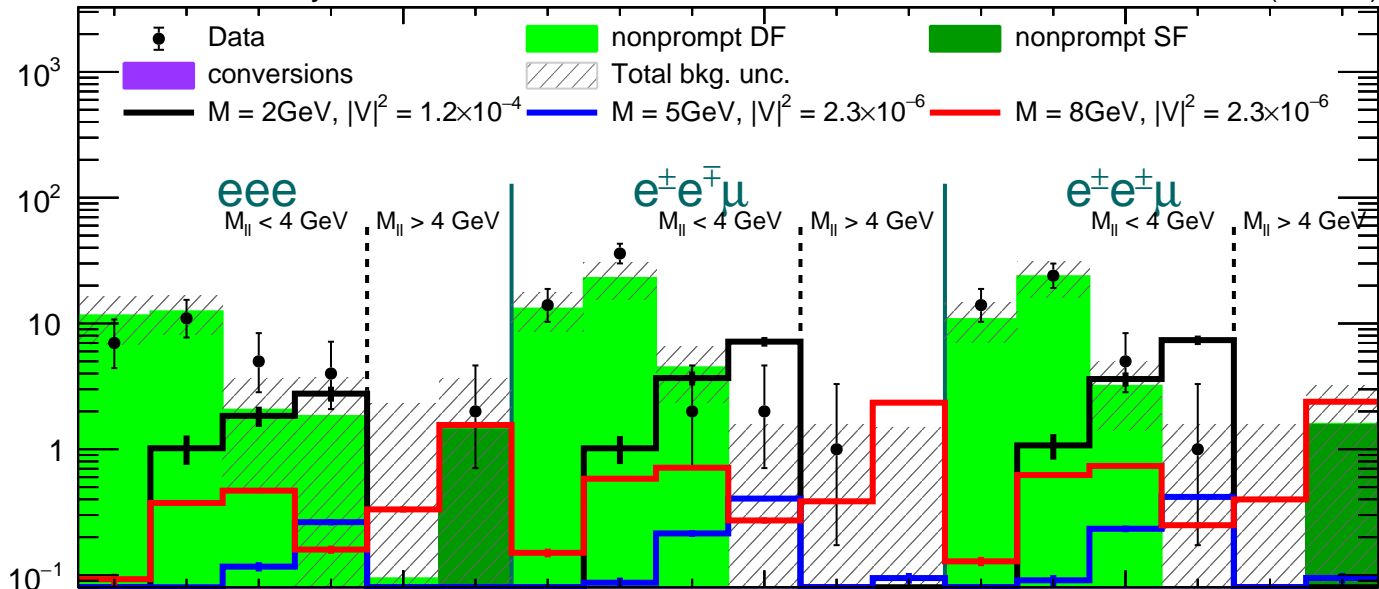 Data nonprompt DF nonprompt SF
conversions Total bkg. unc.
M = 2GeV, |V|² = 1.2×10⁻⁴ M = 5GeV, |V|² = 2.3×10⁻⁶ M = 8GeV, |V|² = 2.3×10⁻⁶
eee e±e∓μ e±e±μ
M_ll < 4 GeV M_ll > 4 GeV M_ll < 4 GeV M_ll > 4 GeV M_ll < 4 GeV M_ll > 4 GeV
10³
10²
10
1
10⁻¹